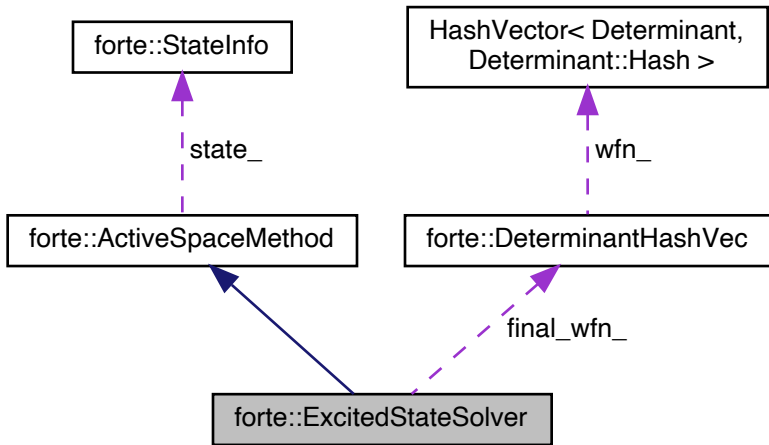 forte::StateInfo
HashVector< Determinant,
Determinant::Hash >
state_
wfn_
forte::ActiveSpaceMethod
forte::DeterminantHashVec
final_wfn_
forte::ExcitedStateSolver